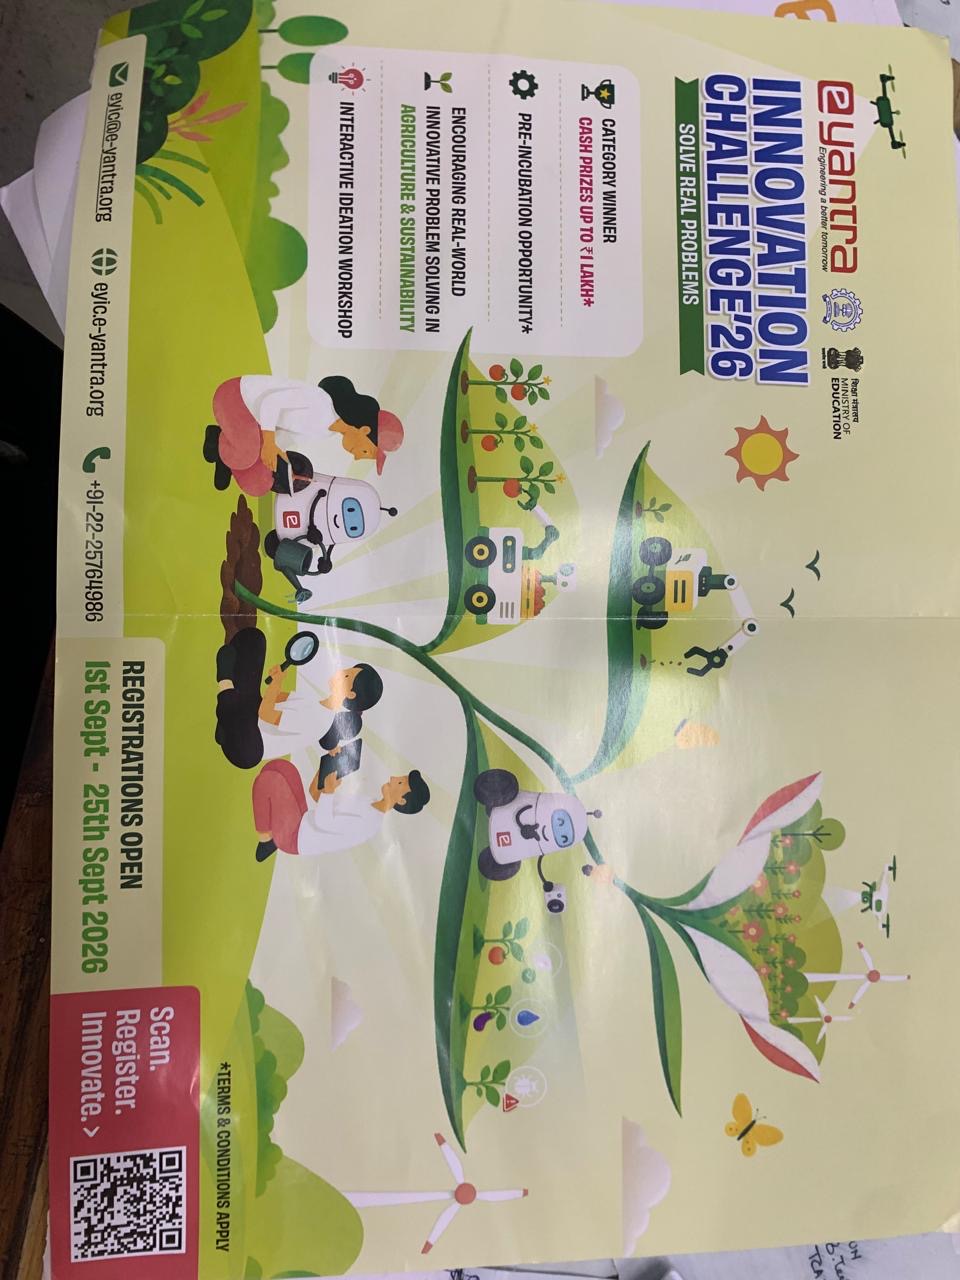 eyantra
Engineering a better tomorrow
शिक्षा मंत्रालय
MINISTRY OF
EDUCATION
INNOVATION
CHALLENGE'26
SOLVE REAL PROBLEMS
CATEGORY WINNER
CASH PRIZES UP TO ₹1 LAKH*
PRE-INCUBATION OPPORTUNITY*
ENCOURAGING REAL-WORLD
INNOVATIVE PROBLEM SOLVING IN
AGRICULTURE & SUSTAINABILITY
INTERACTIVE IDEATION WORKSHOP
*TERMS & CONDITIONS APPLY
eyic@e-yantra.org
eyic.e-yantra.org
+91-22-25764986
REGISTRATIONS OPEN
1st Sept - 25th Sept 2026
Scan.
Register.
Innovate. >